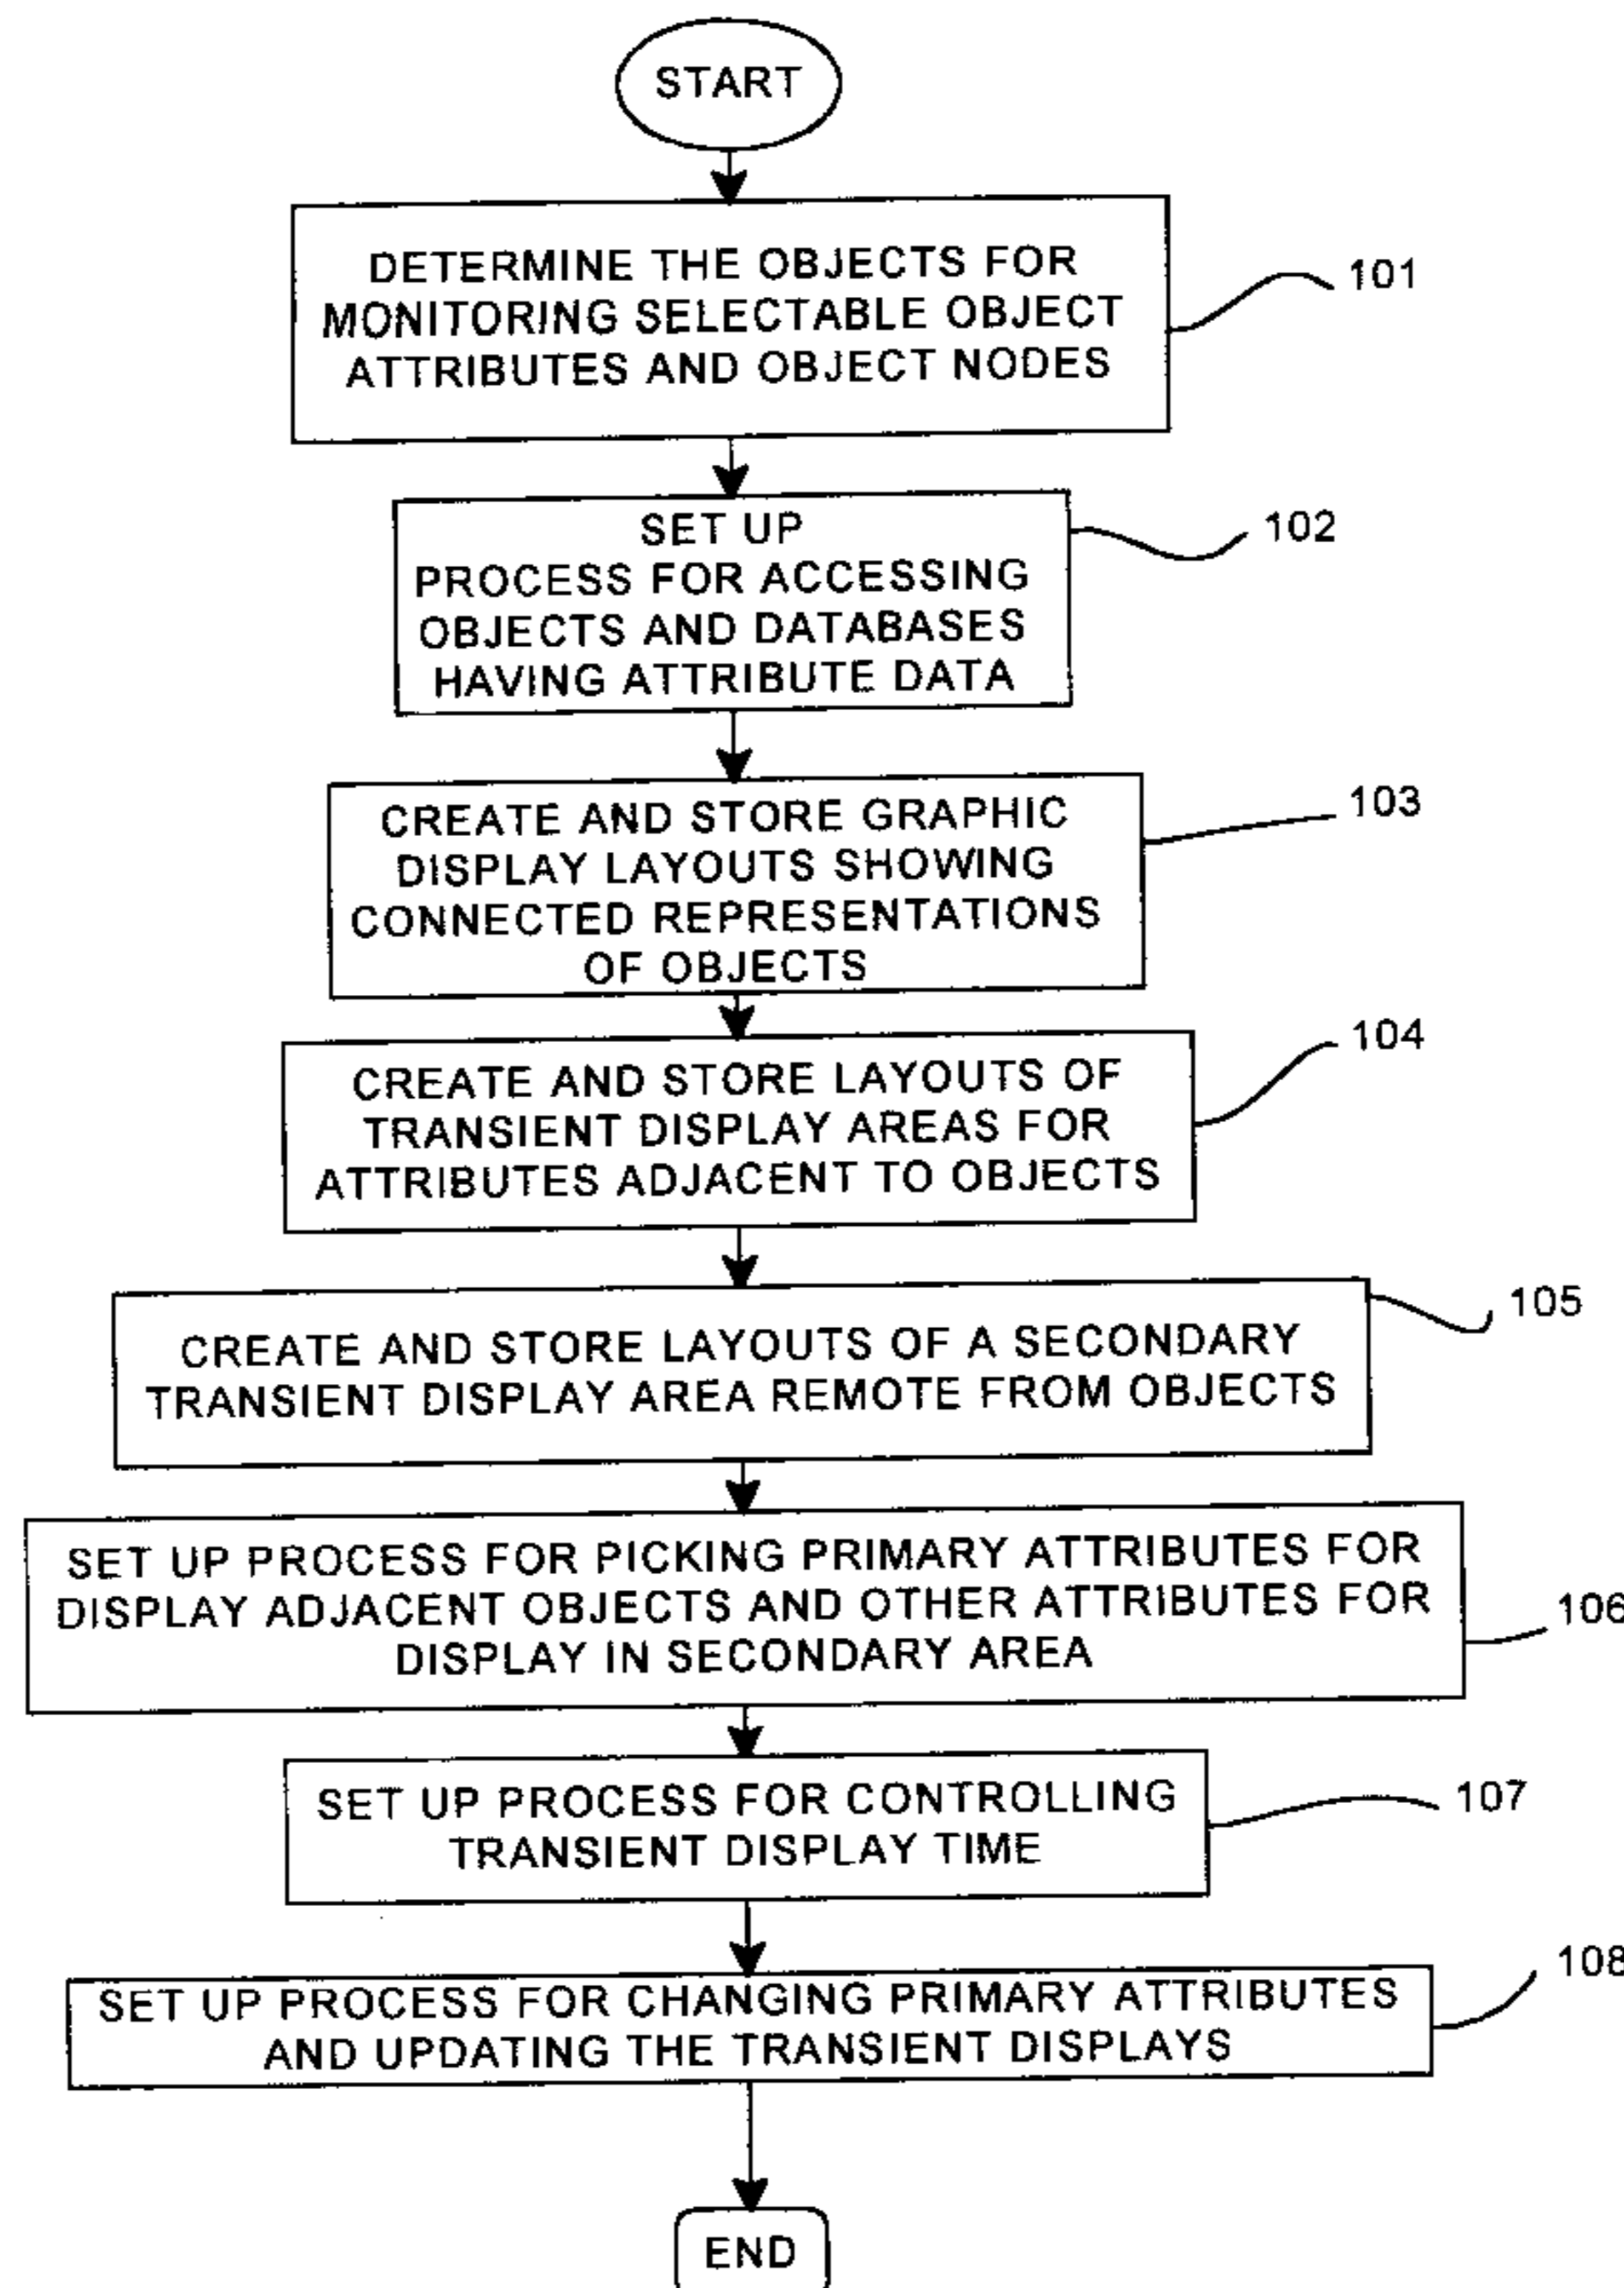 START
DETERMINE THE OBJECTS FOR
MONITORING SELECTABLE OBJECT
ATTRIBUTES AND OBJECT NODES
101
SET UP
PROCESS FOR ACCESSING
OBJECTS AND DATABASES
HAVING ATTRIBUTE DATA
102
CREATE AND STORE GRAPHIC
DISPLAY LAYOUTS SHOWING
CONNECTED REPRESENTATIONS
OF OBJECTS
103
CREATE AND STORE LAYOUTS OF
TRANSIENT DISPLAY AREAS FOR
ATTRIBUTES ADJACENT TO OBJECTS
104
CREATE AND STORE LAYOUTS OF A SECONDARY
TRANSIENT DISPLAY AREA REMOTE FROM OBJECTS
105
SET UP PROCESS FOR PICKING PRIMARY ATTRIBUTES FOR
DISPLAY ADJACENT OBJECTS AND OTHER ATTRIBUTES FOR
DISPLAY IN SECONDARY AREA
106
SET UP PROCESS FOR CONTROLLING
TRANSIENT DISPLAY TIME
107
SET UP PROCESS FOR CHANGING PRIMARY ATTRIBUTES
AND UPDATING THE TRANSIENT DISPLAYS
108
END